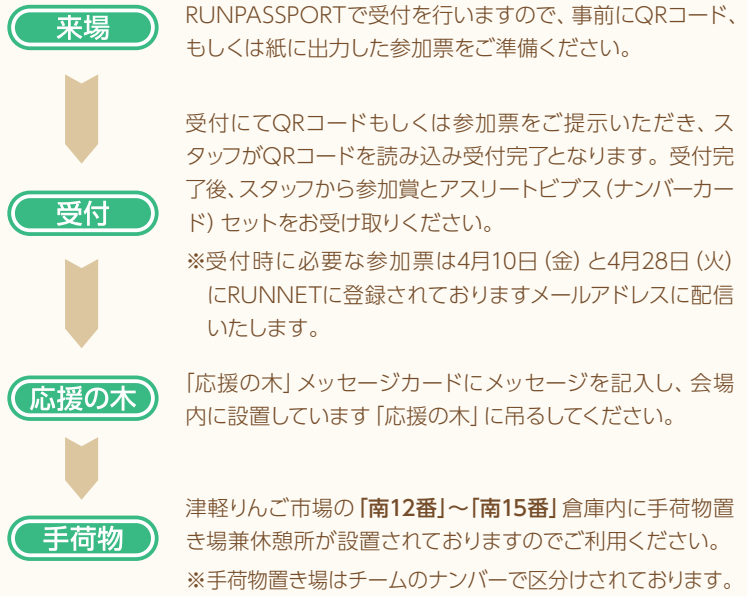 来場
RUNPASSPORTで受付を行いますので、事前にQRコード、
もしくは紙に出力した参加票をご準備ください。
受付
受付にてQRコードもしくは参加票をご提示いただき、ス
タッフがQRコードを読み込み受付完了となります。受付完
了後、スタッフから参加賞とアスリートビブス(ナンバーカー
ド)セットをお受け取りください。
※受付時に必要な参加票は4月10日(金)と4月28日(火)
にRUNNETに登録されておりますメールアドレスに配信
いたします。
応援の木
「応援の木」メッセージカードにメッセージを記入し、会場
内に設置しています「応援の木」に吊るしてください。
手荷物
津軽りんご市場の「南12番」～「南15番」倉庫内に手荷物置
き場兼休憩所が設置されておりますのでご利用ください。
※手荷物置き場はチームのナンバーで区分けされております。